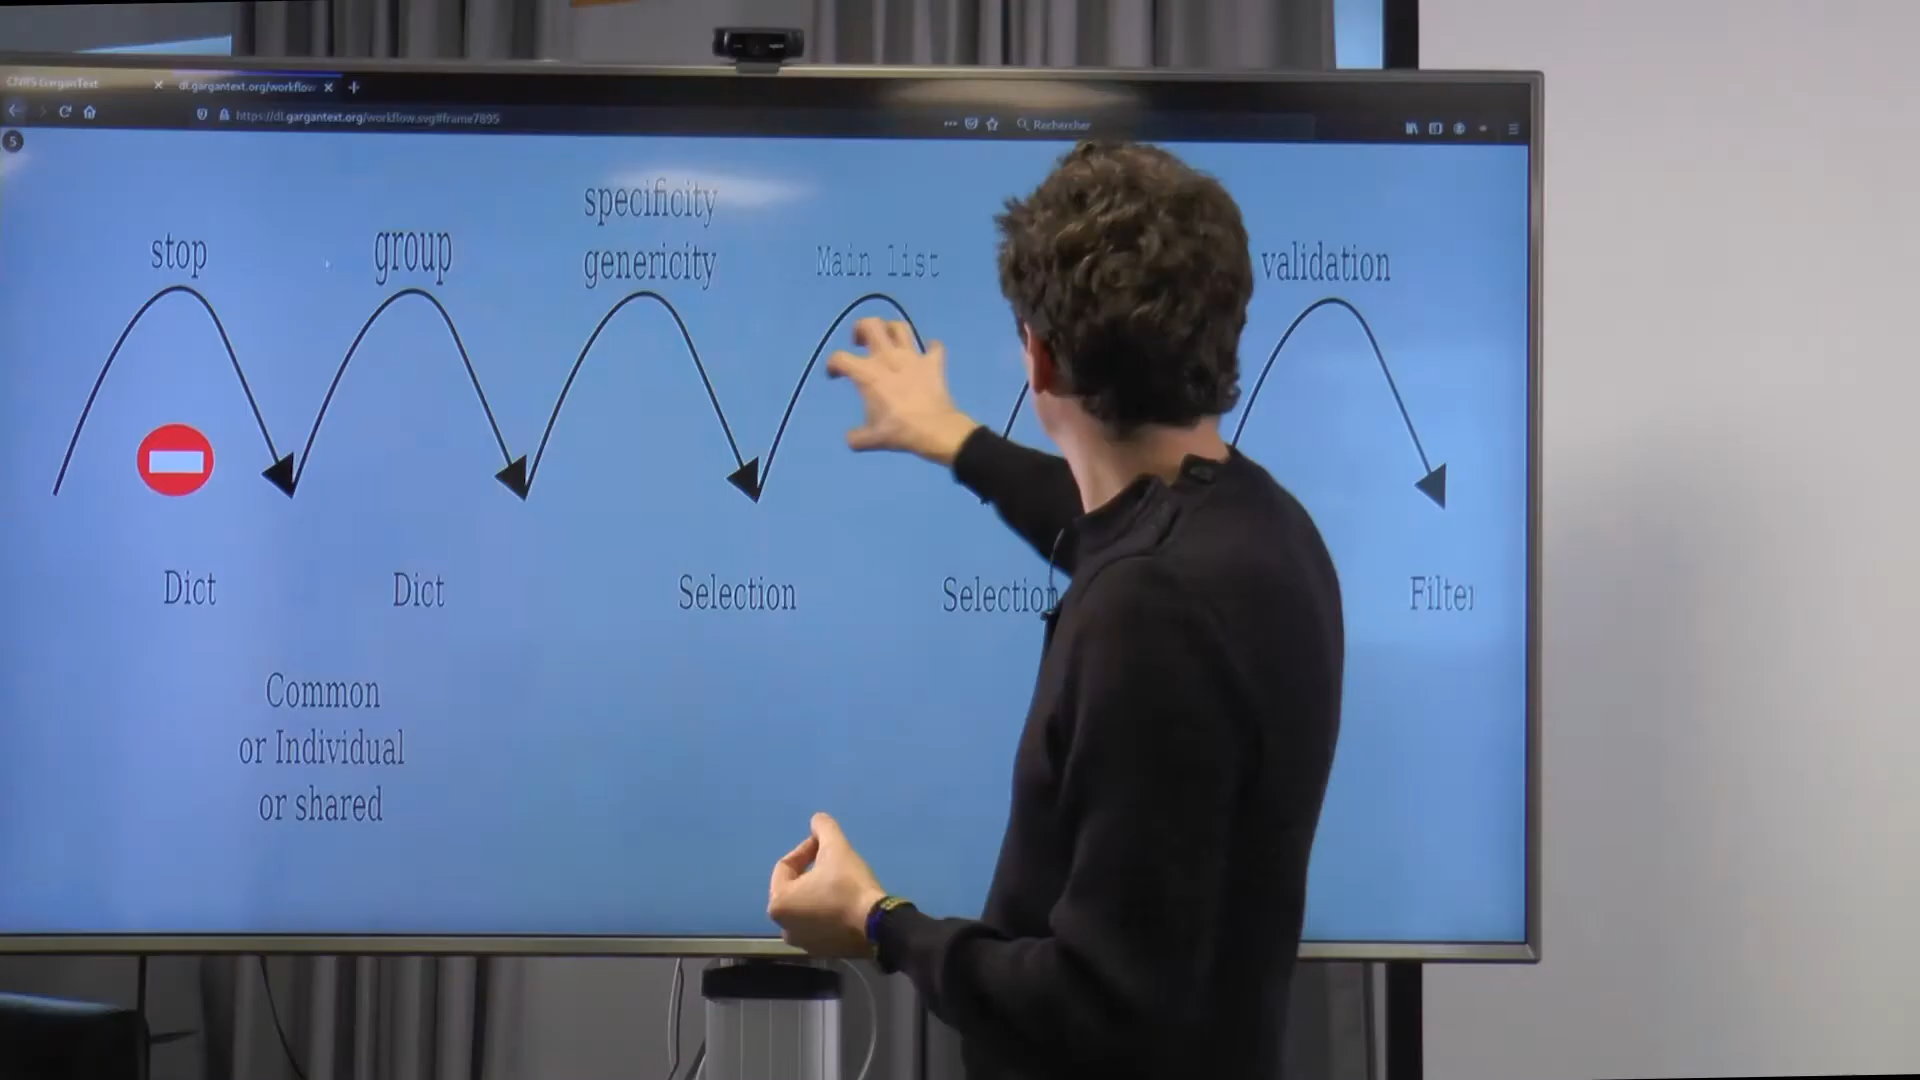 CNRS GarganText
dl.gargantext.org/workflow
https://dl.gargantext.org/workflow.svg#frame7895
Rechercher
5
stop
group
specificity
genericity
Main list
validation
Dict
Dict
Selection
Selection
Filter
Common
or Individual
or shared